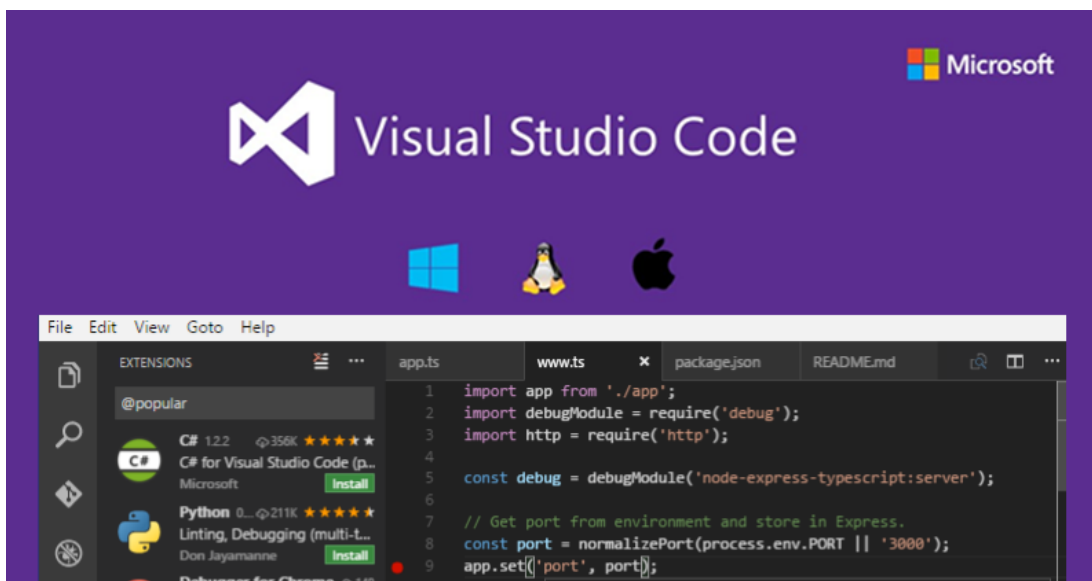 Microsoft
Visual Studio Code
File Edit View Goto Help
EXTENSIONS ···
app.ts www.ts × package.json README.md ···
@popular
C# 1.2.2 356K ★★★★★
C# for Visual Studio Code (p...
Microsoft Install
Python 0... 211K ★★★★★
Linting, Debugging (multi-t...
Don Jayamanne Install
Debugger for Chrome
1 import app from './app';
2 import debugModule = require('debug');
3 import http = require('http');
4
5 const debug = debugModule('node-express-typescript:server');
6
7 // Get port from environment and store in Express.
8 const port = normalizePort(process.env.PORT || '3000');
9 app.set('port', port);